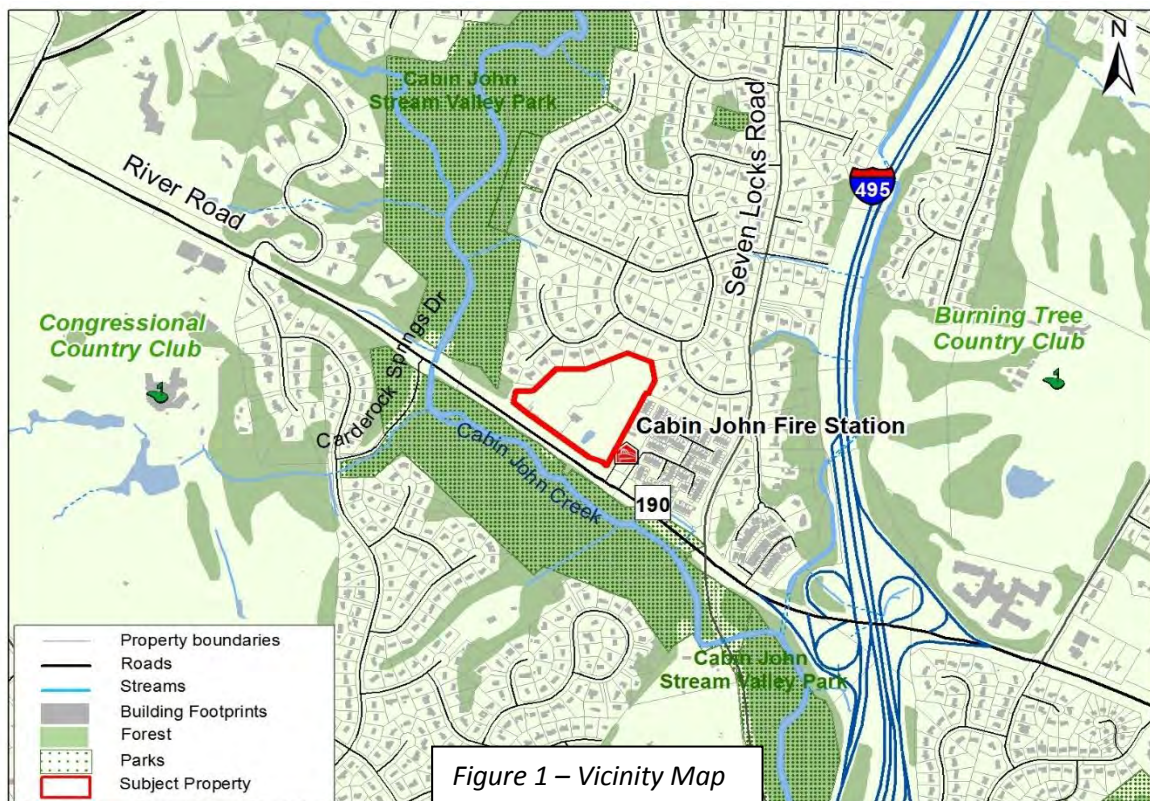 N
Cabin John
Stream Valley Park
River Road
Seven Locks Road
495
Congressional
Country Club
Burning Tree
Country Club
Carderock Springs Dr
Cabin John Fire Station
Cabin John Creek
190
Cabin John
Stream Valley Park
Property boundaries
Roads
Streams
Building Footprints
Forest
Parks
Subject Property
Figure 1 – Vicinity Map